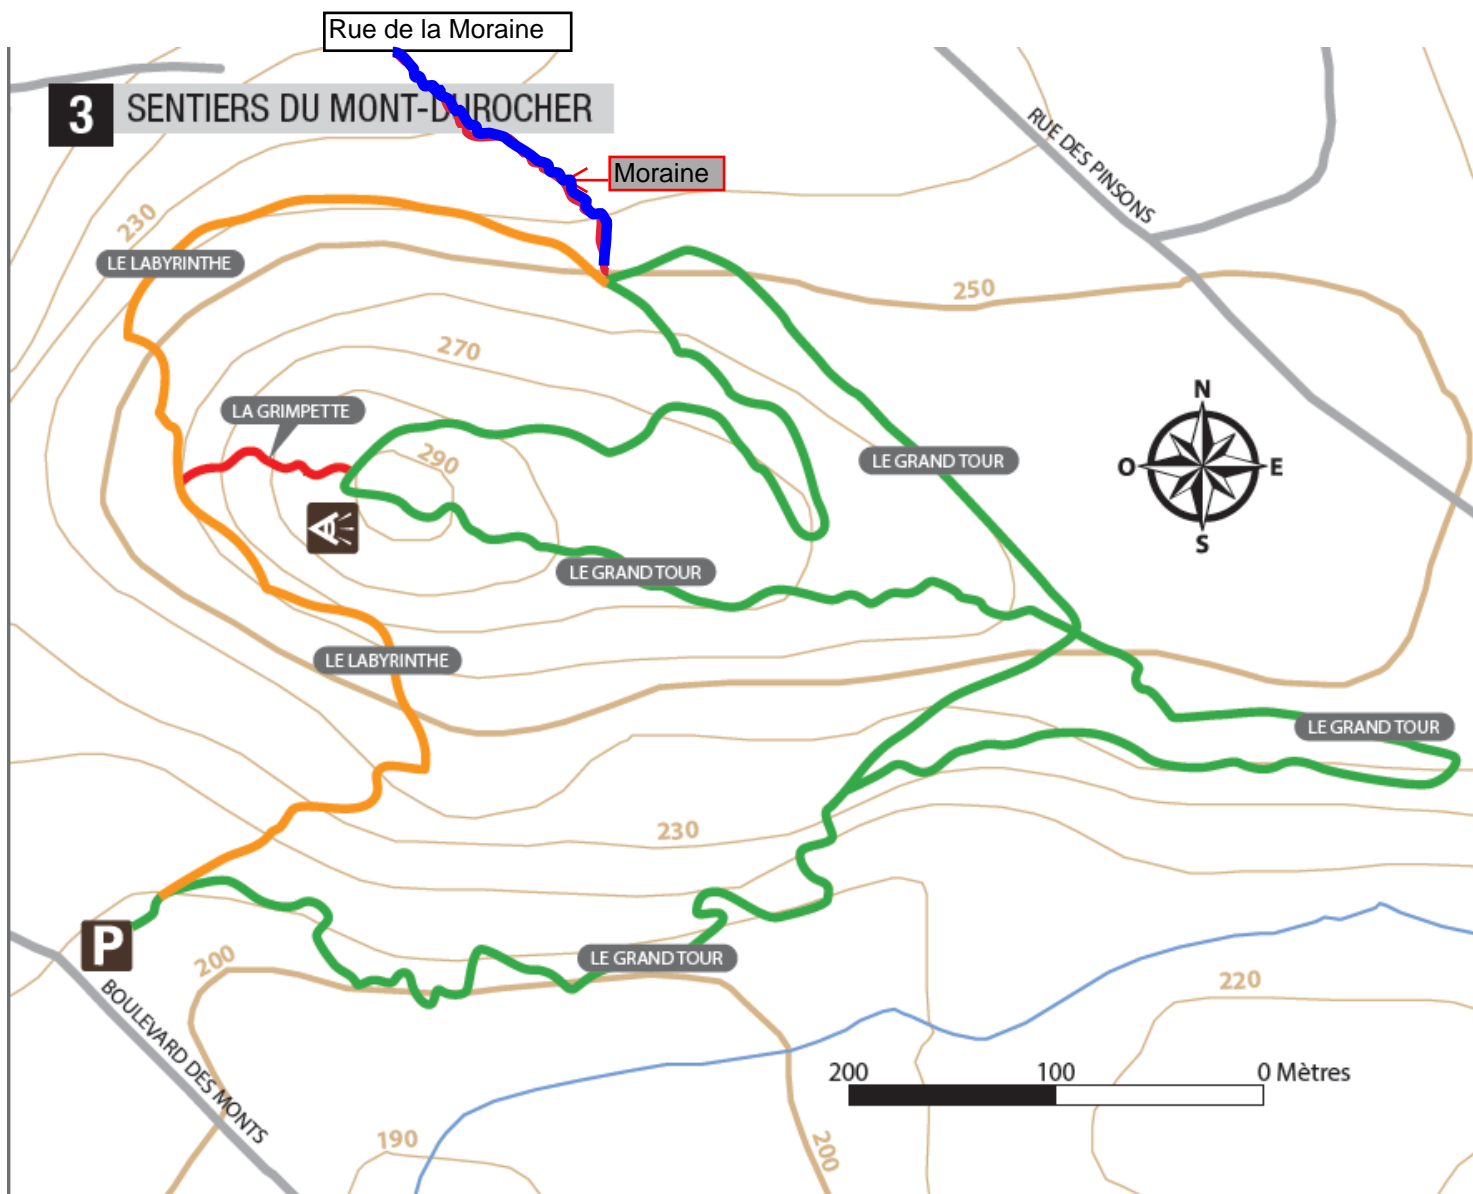 Rue de la Moraine
3 SENTIERS DU MONT-DUROCHER
Moraine
RUE DES PINSONS
230
LE LABYRINTHE
250
270
LA GRIMPETTE
290
LE GRAND TOUR
N
O
E
S
LE GRAND TOUR
LE LABYRINTHE
LE GRAND TOUR
230
P
200
LE GRAND TOUR
220
BOULEVARD DES MONTS
200 100 0 Mètres
190
200